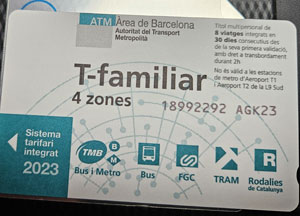 ATM Àrea de Barcelona
Autoritat del Transport
Metropolità
Títol multipersonal de
8 viatges integrats en
30 dies consecutius des
de la seva primera validació,
amb dret a transbordament
durant 2h
No és vàlid a les estacions
de metro d'Aeroport T1
i Aeroport T2 de la L9 Sud
T-familiar
4 zones
18992292 AGK23
Sistema
tarifari
integrat
2023
TMB B M
Bus i Metro
Bus
Bus
FGC
TRAM
R
Rodalies
de Catalunya